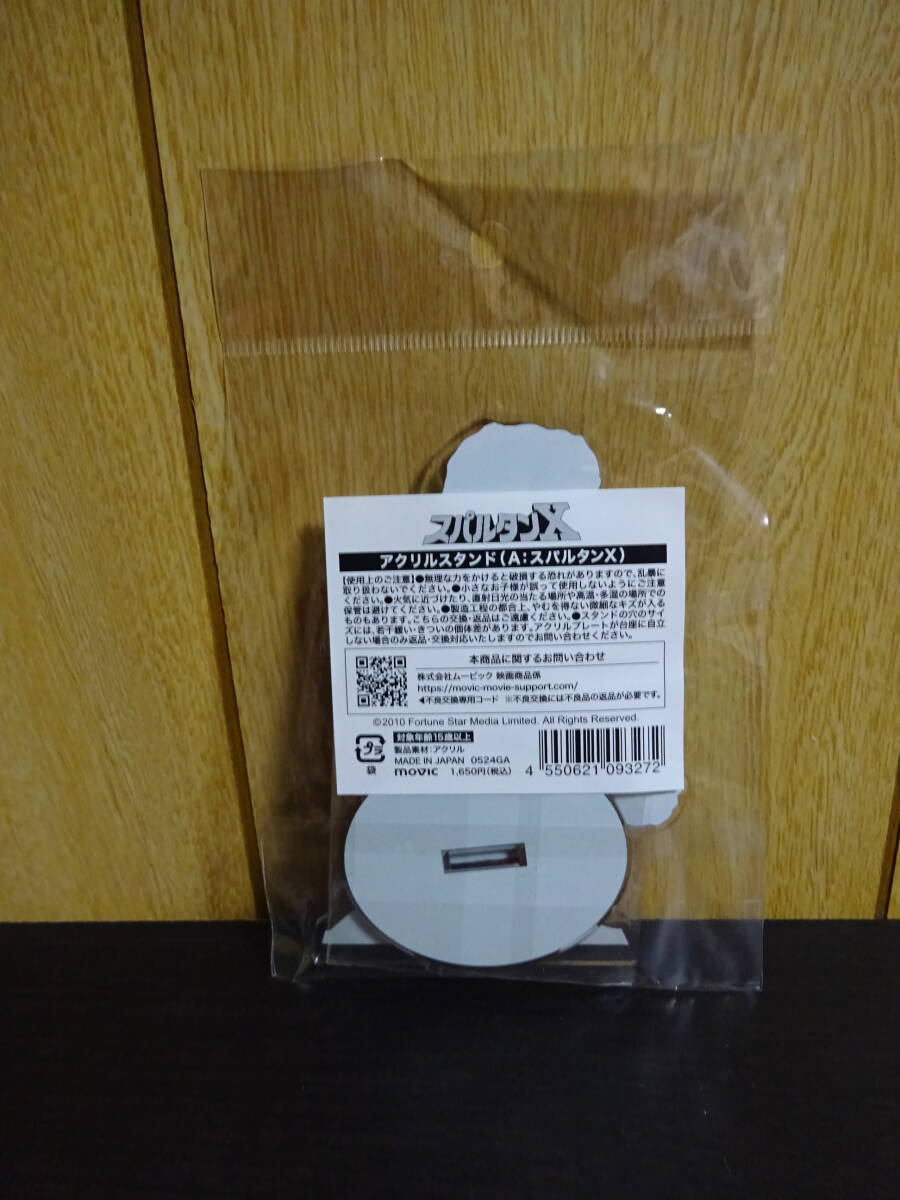 スパルタンX
アクリルスタンド(A:スパルタンX)
【使用上のご注意】●無理な力をかけると破損する恐れがありますので、乱暴に
取り扱わないでください。●小さなお子様が誤って使用しないようにご注意
ください。●火気に近づけたり、直射日光の当たる場所や高温・多湿の場所での
保管は避けてください。●製造工程の都合上、やむを得ない微細なキズが入る
ものもあります。こちらの交換・返品はご遠慮ください。●スタンドの穴のサイ
ズには、若干緩い・きついの個体差があります。アクリルプレートが台座に自立
しない場合のみ返品・交換対応いたしますのでお問い合わせください。
本商品に関するお問い合わせ
株式会社ムービック 映画商品係
https://movic-movie-support.com/
◀不良交換専用コード ※不良交換には不良品の返品が必要です。
©2010 Fortune Star Media Limited. All Rights Reserved.
プラ
袋
対象年齢15歳以上
製品素材:アクリル
MADE IN JAPAN 0524GA
movic 1,650円(税込)
4 550621 093272